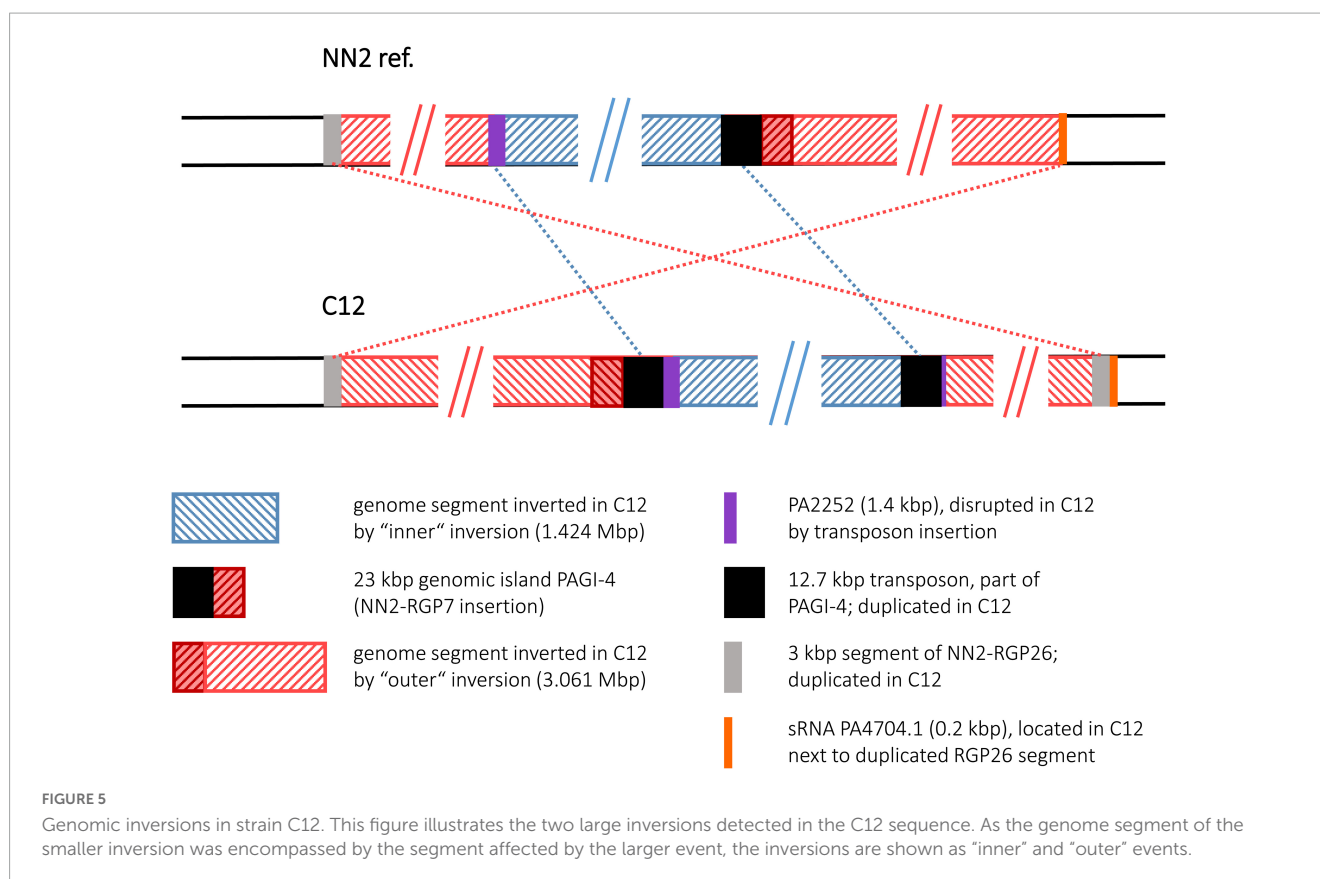 NN2 ref.
C12
genome segment inverted in C12
by “inner“ inversion (1.424 Mbp)
23 kbp genomic island PAGI-4
(NN2-RGP7 insertion)
genome segment inverted in C12
by “outer“ inversion (3.061 Mbp)
PA2252 (1.4 kbp), disrupted in C12
by transposon insertion
12.7 kbp transposon, part of
PAGI-4; duplicated in C12
3 kbp segment of NN2-RGP26;
duplicated in C12
sRNA PA4704.1 (0.2 kbp), located in C12
next to duplicated RGP26 segment
FIGURE 5
Genomic inversions in strain C12. This figure illustrates the two large inversions detected in the C12 sequence. As the genome segment of the
smaller inversion was encompassed by the segment affected by the larger event, the inversions are shown as “inner” and “outer” events.